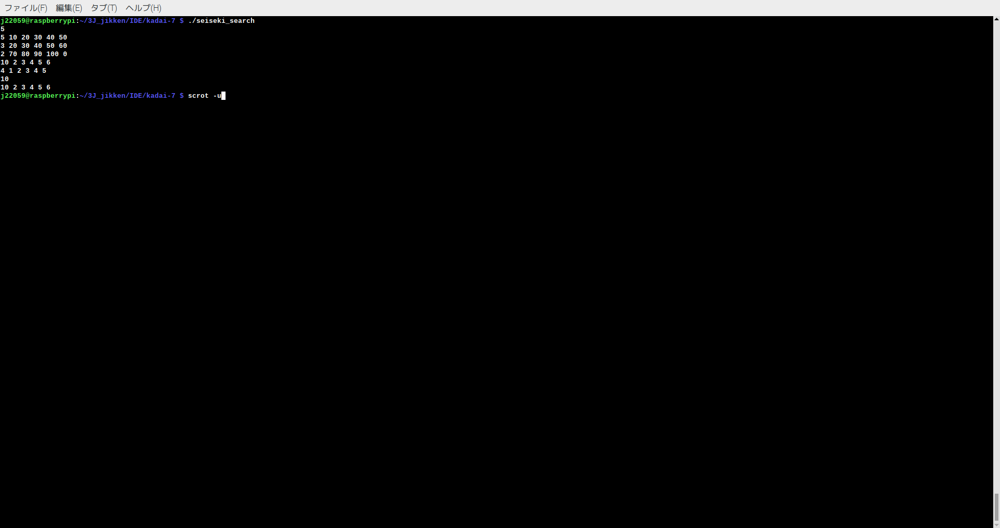 ファイル(F) 編集(E) タブ(T) ヘルプ(H)
j22059@raspberrypi:~/3J_jikken/IDE/kadai-7 $ ./seiseki_search
5
5 10 20 30 40 50
3 20 30 40 50 60
2 70 80 90 100 0
10 2 3 4 5 6
4 1 2 3 4 5
10
10 2 3 4 5 6
j22059@raspberrypi:~/3J_jikken/IDE/kadai-7 $ scrot -u